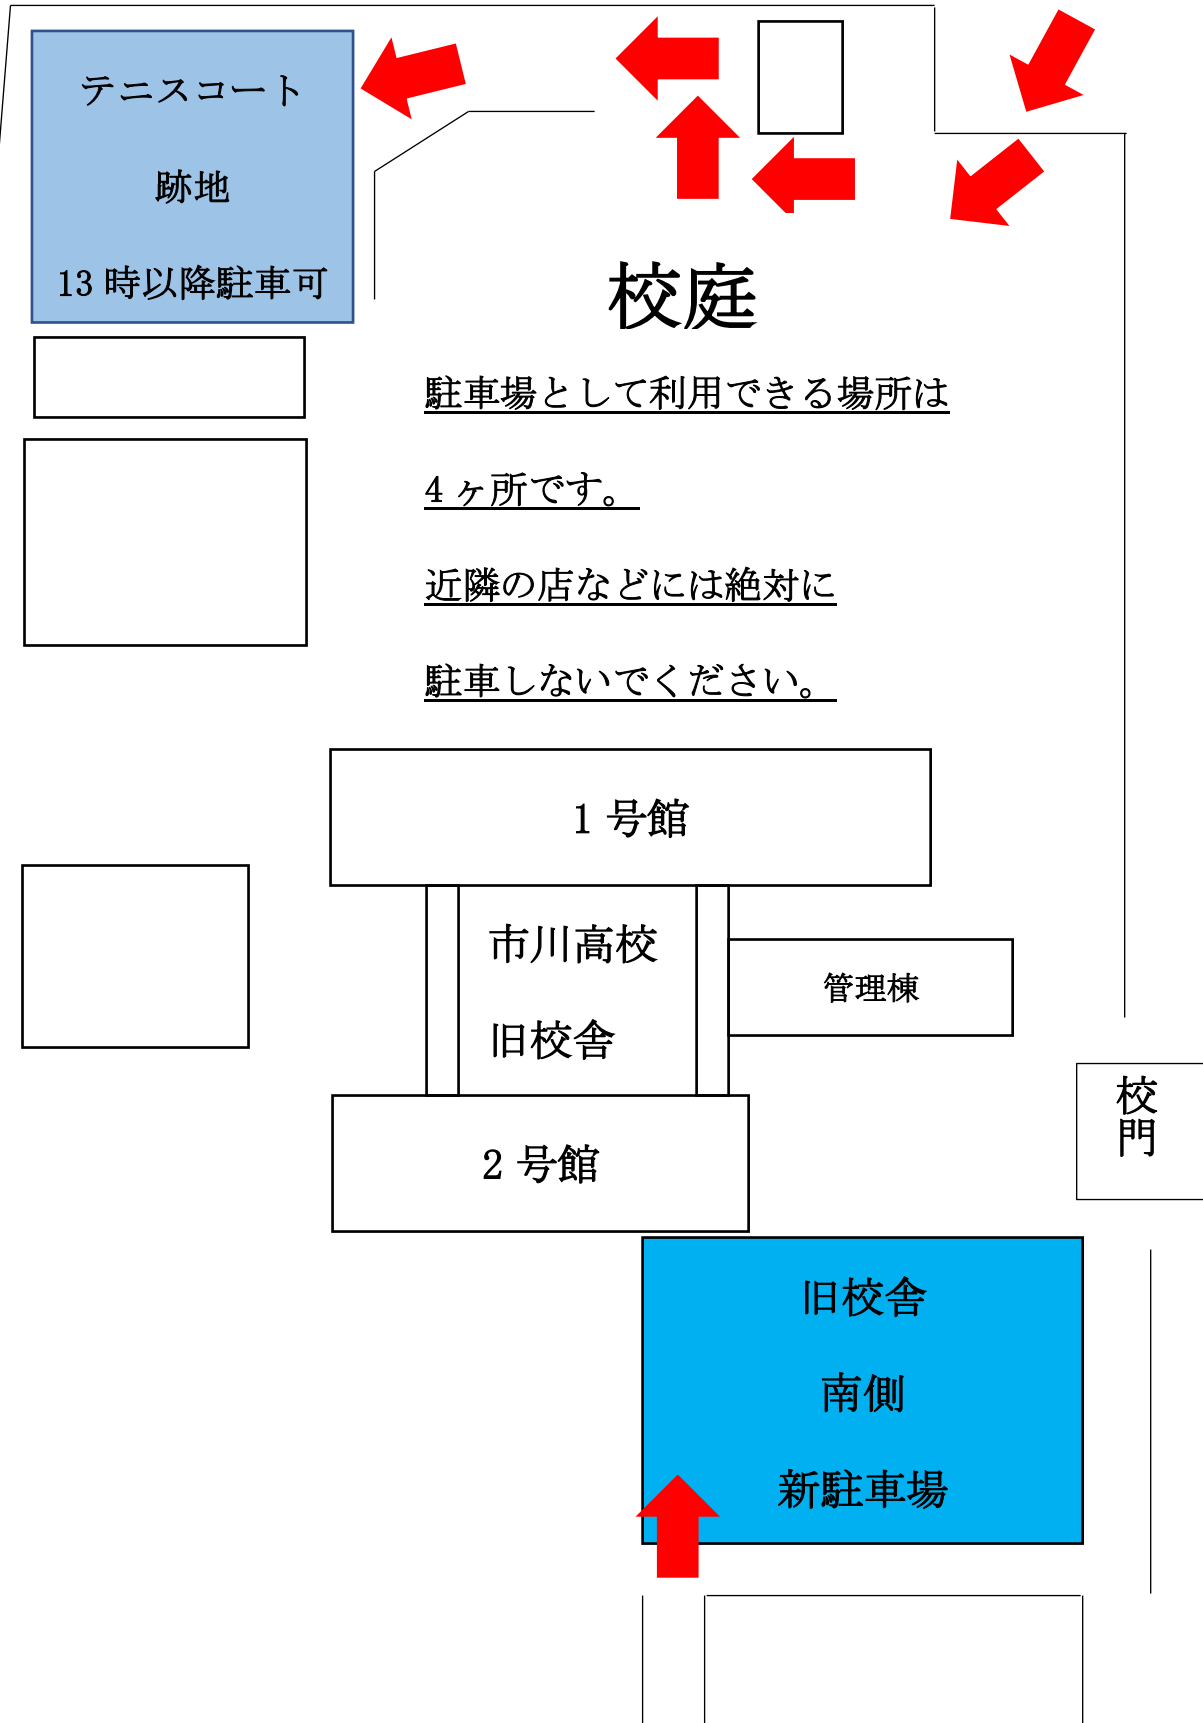 テニスコート
跡地
13 時以降駐車可
校庭
駐車場として利用できる場所は
4 ヶ所です。
近隣の店などには絶対に
駐車しないでください。
1 号館
市川高校
旧校舎
管理棟
2 号館
校門
旧校舎
南側
新駐車場